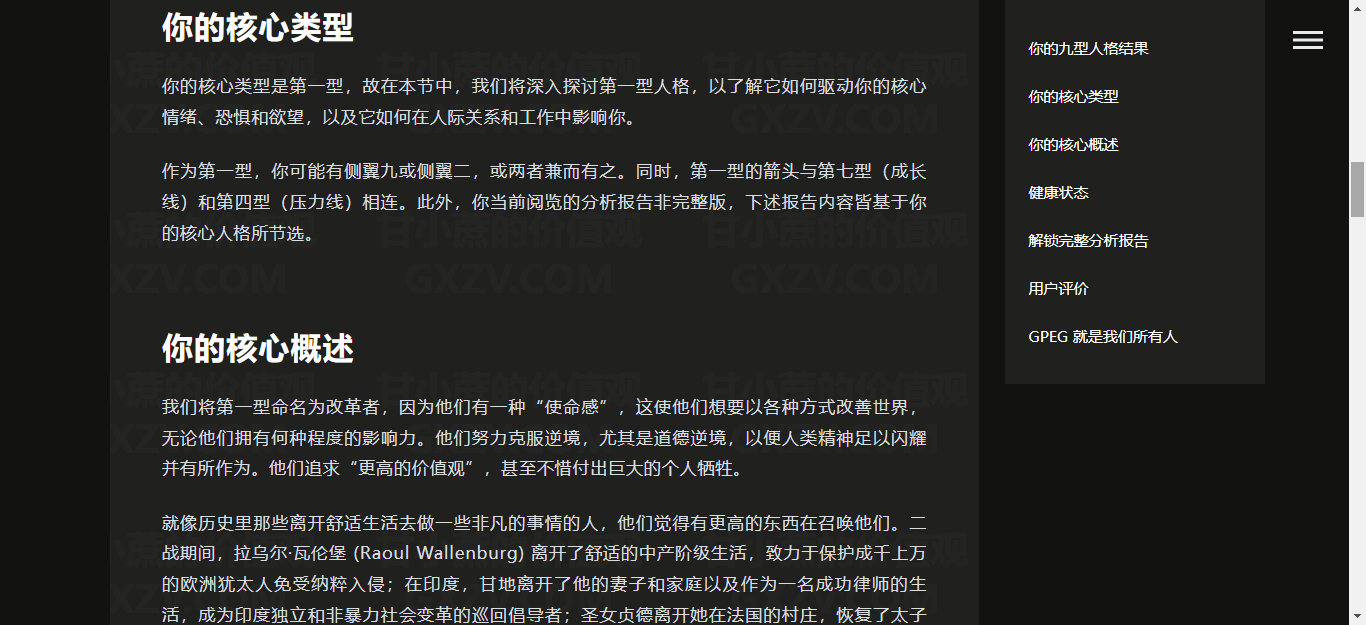 你的核心类型
你的核心类型是第一型，故在本节中，我们将深入探讨第一型人格，以了解它如何驱动你的核心
情绪、恐惧和欲望，以及它如何在人际关系和工作中影响你。
作为第一型，你可能有侧翼九或侧翼二，或两者兼而有之。同时，第一型的箭头与第七型（成长
线）和第四型（压力线）相连。此外，你当前阅览的分析报告非完整版，下述报告内容皆基于你
的核心人格所节选。
你的核心概述
我们将第一型命名为改革者，因为他们有一种“使命感”，这使他们想要以各种方式改善世界，
无论他们拥有何种程度的影响力。他们努力克服逆境，尤其是道德逆境，以便人类精神足以闪耀
并有所作为。他们追求“更高的价值观”，甚至不惜付出巨大的个人牺牲。
就像历史里那些离开舒适生活去做一些非凡的事情的人，他们觉得有更高的东西在召唤他们。二
战期间，拉乌尔·瓦伦堡 (Raoul Wallenburg) 离开了舒适的中产阶级生活，致力于保护成千上万
的欧洲犹太人免受纳粹入侵；在印度，甘地离开了他的妻子和家庭以及作为一名成功律师的生
活，成为印度独立和非暴力社会变革的巡回倡导者；圣女贞德离开她在法国的村庄，恢复了太子
你的九型人格结果
你的核心类型
你的核心概述
健康状态
解锁完整分析报告
用户评价
GPEG 就是我们所有人
甘小蔗的价值观
GXZV.COM